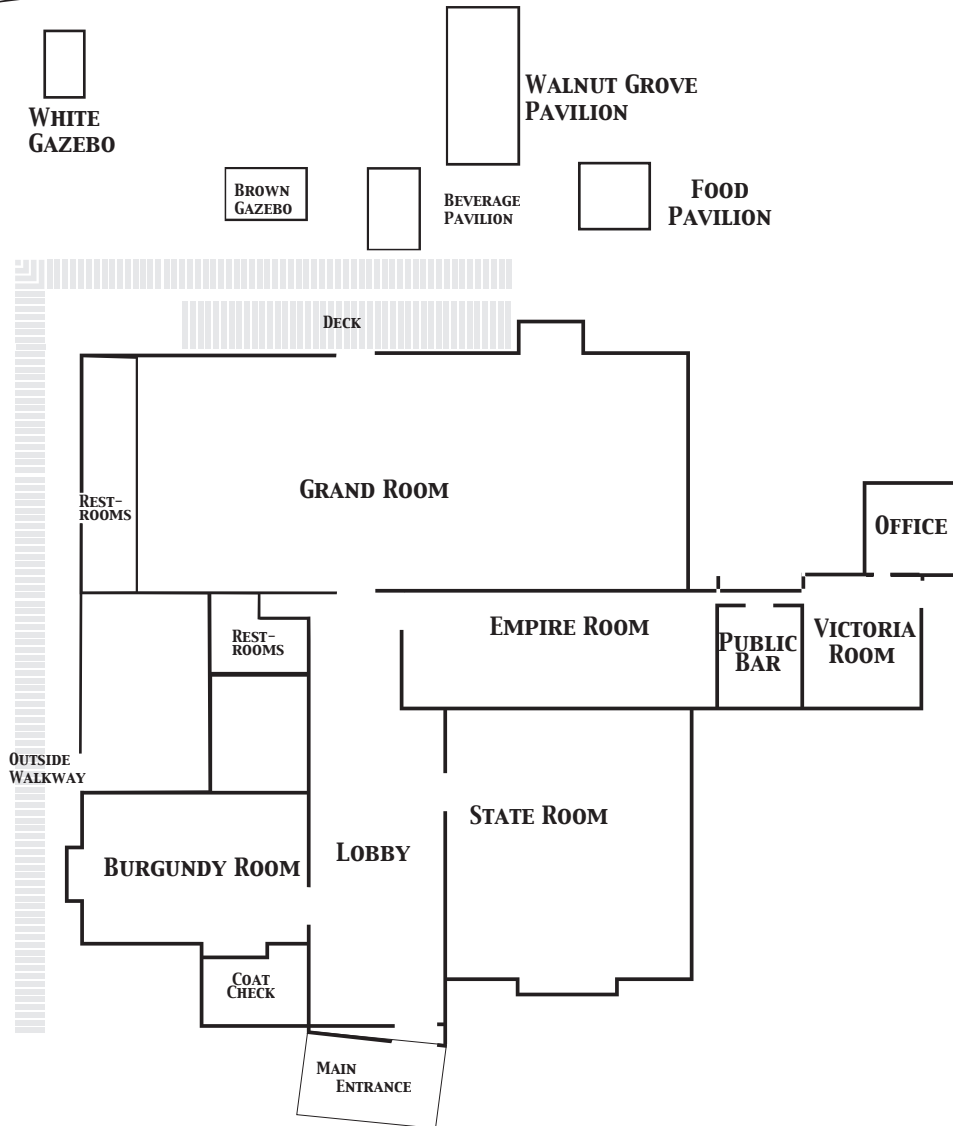 White
Gazebo
Walnut Grove
Pavilion
Brown
Gazebo
Beverage
Pavilion
Food
Pavilion
Deck
Grand Room
Rest-
rooms
Office
Empire Room
Public
Bar
Victoria
Room
Rest-
rooms
Outside
Walkway
State Room
Lobby
Burgundy Room
Coat
Check
Main
Entrance